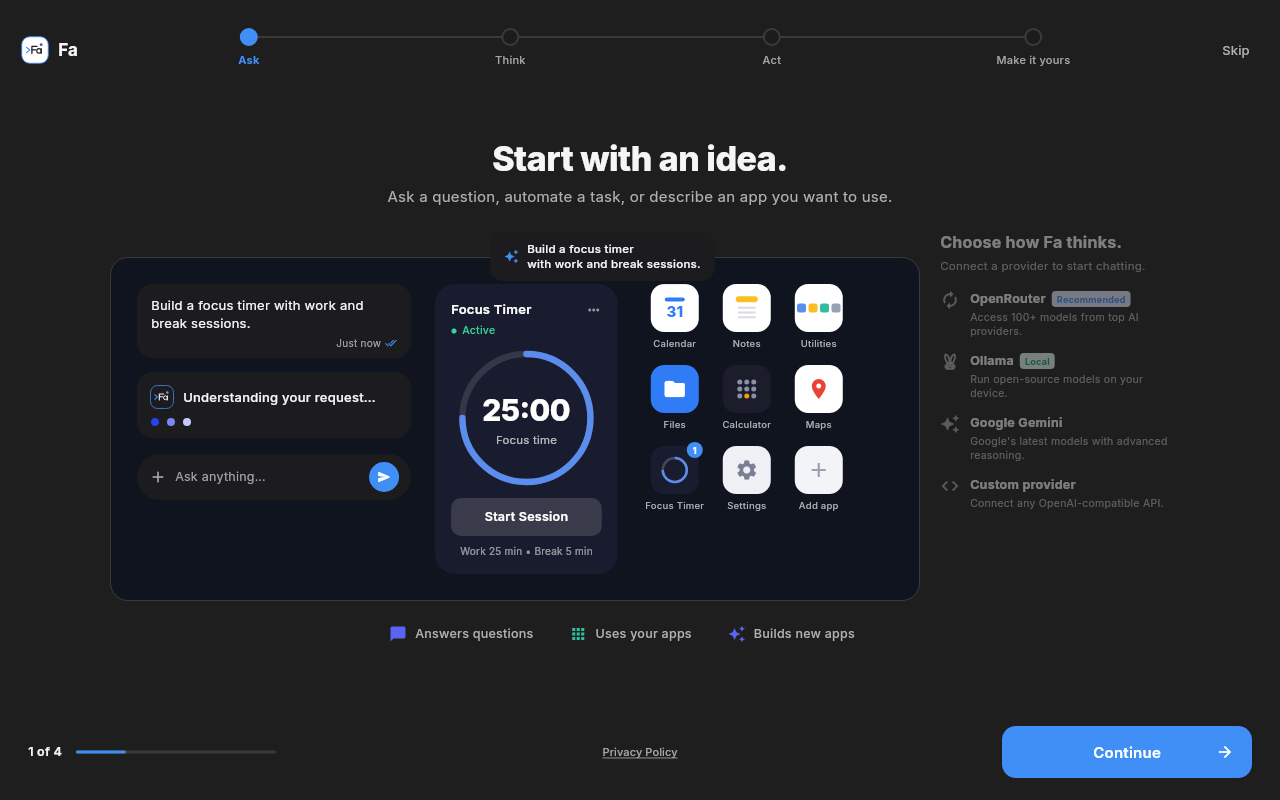 >Fa Fa
Ask
Think
Act
Make it yours
Skip
Start with an idea.
Ask a question, automate a task, or describe an app you want to use.
Build a focus timer
with work and break sessions.
Build a focus timer with work and
break sessions.
Just now
>Fa Understanding your request...
Ask anything...
Focus Timer
Active
25:00
Focus time
Start Session
Work 25 min • Break 5 min
31
Calendar
Notes
Utilities
Files
Calculator
Maps
1
Focus Timer
Settings
Add app
Choose how Fa thinks.
Connect a provider to start chatting.
OpenRouter Recommended
Access 100+ models from top AI
providers.
Ollama Local
Run open-source models on your
device.
Google Gemini
Google's latest models with advanced
reasoning.
Custom provider
Connect any OpenAI-compatible API.
Answers questions
Uses your apps
Builds new apps
1 of 4
Privacy Policy
Continue